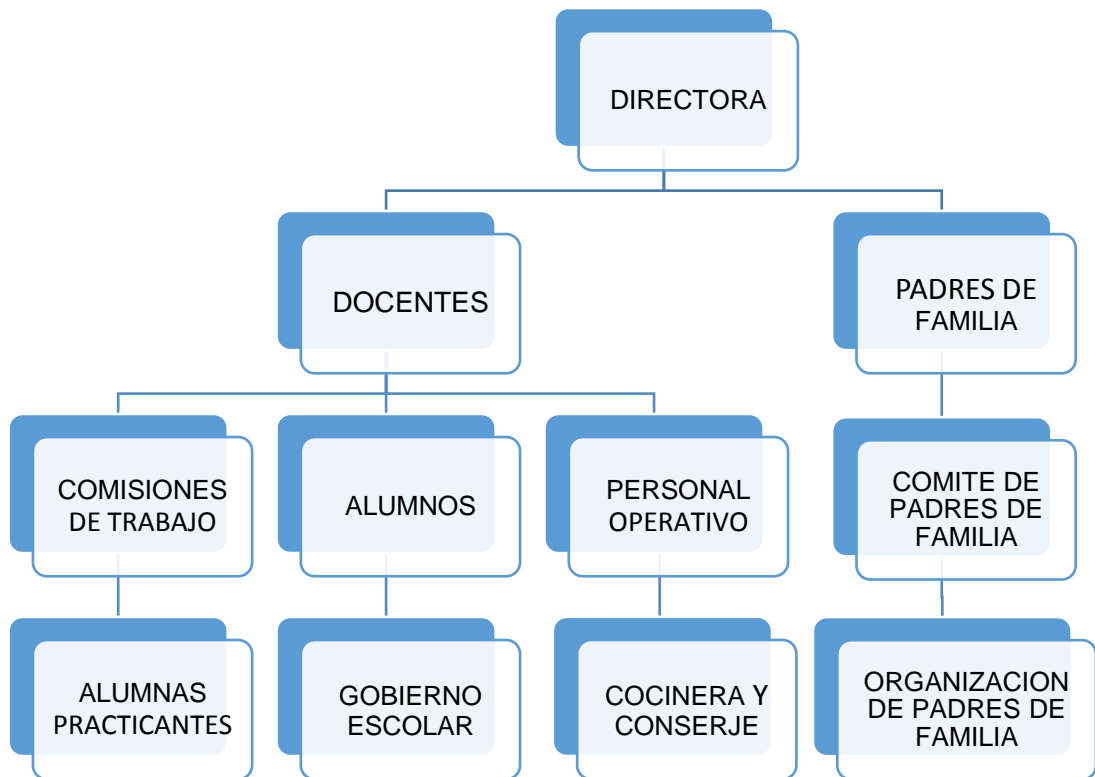 DIRECTORA
DOCENTES
PADRES DE
FAMILIA
COMISIONES
DE TRABAJO
ALUMNOS
PERSONAL
OPERATIVO
COMITE DE
PADRES DE
FAMILIA
ALUMNAS
PRACTICANTES
GOBIERNO
ESCOLAR
COCINERA Y
CONSERJE
ORGANIZACION
DE PADRES DE
FAMILIA